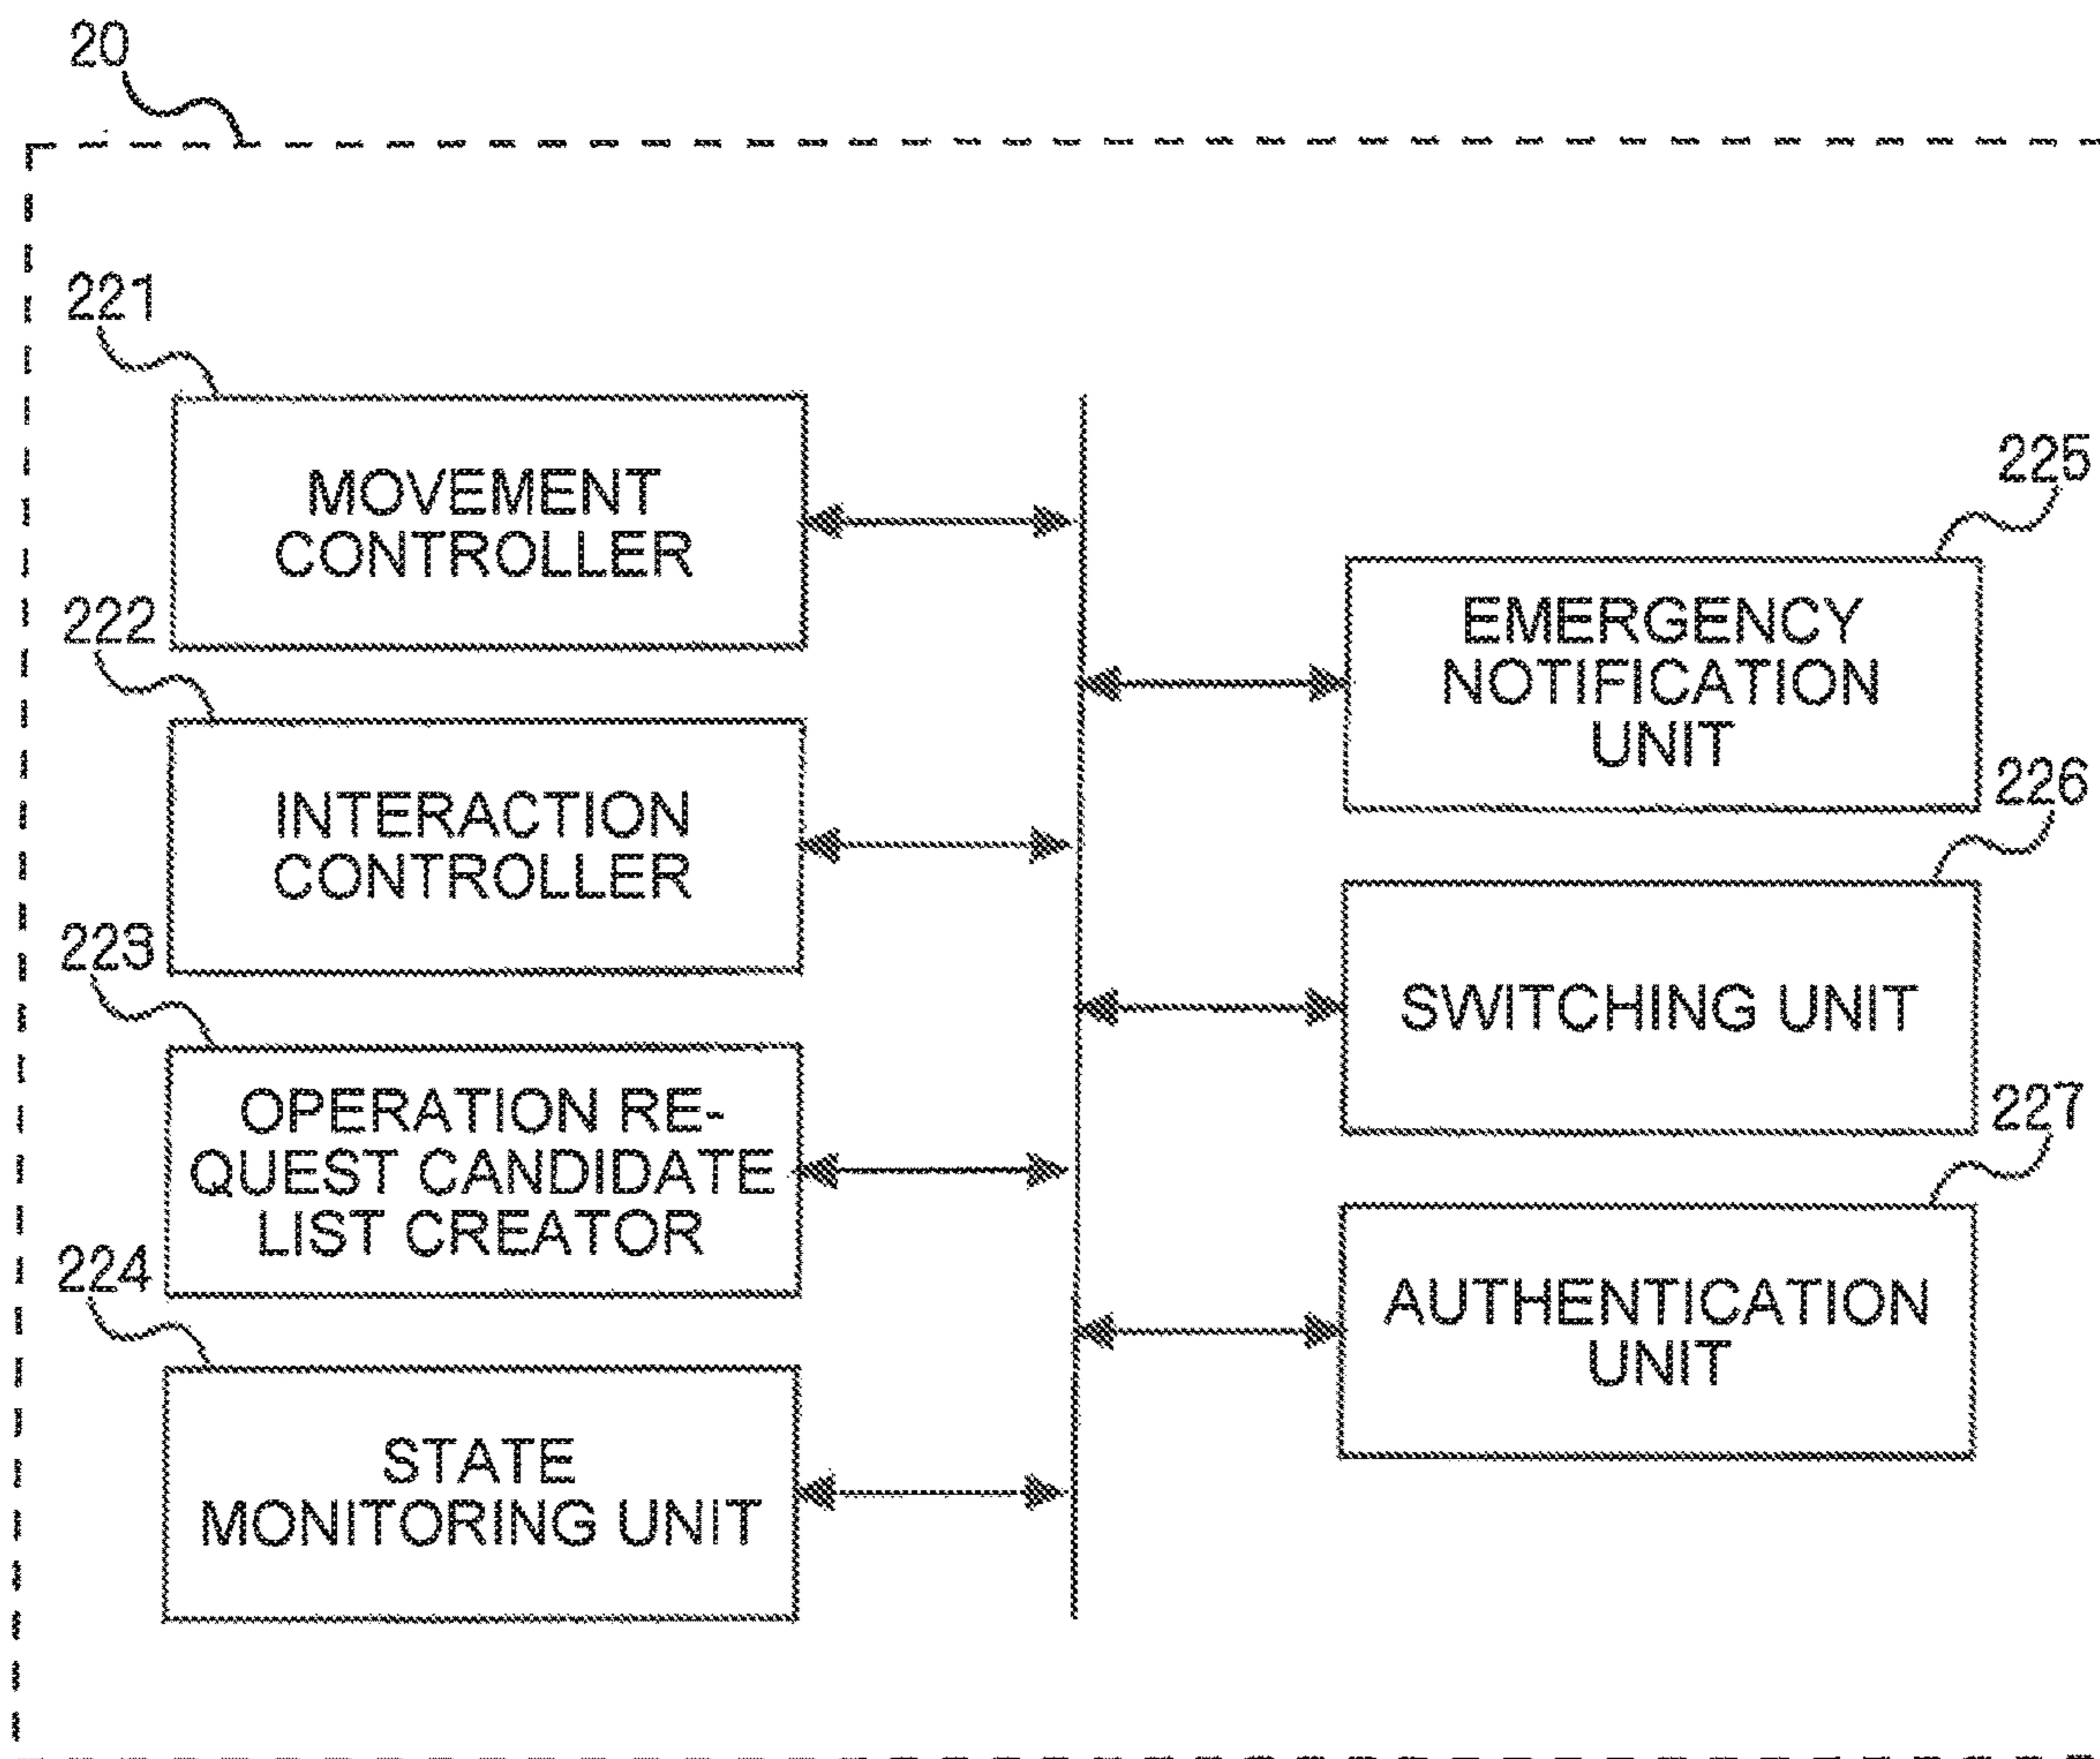 20
221
MOVEMENT
CONTROLLER
222
INTERACTION
CONTROLLER
223
OPERATION RE-
QUEST CANDIDATE
LIST CREATOR
224
STATE
MONITORING UNIT
225
EMERGENCY
NOTIFICATION
UNIT
226
SWITCHING UNIT
227
AUTHENTICATION
UNIT